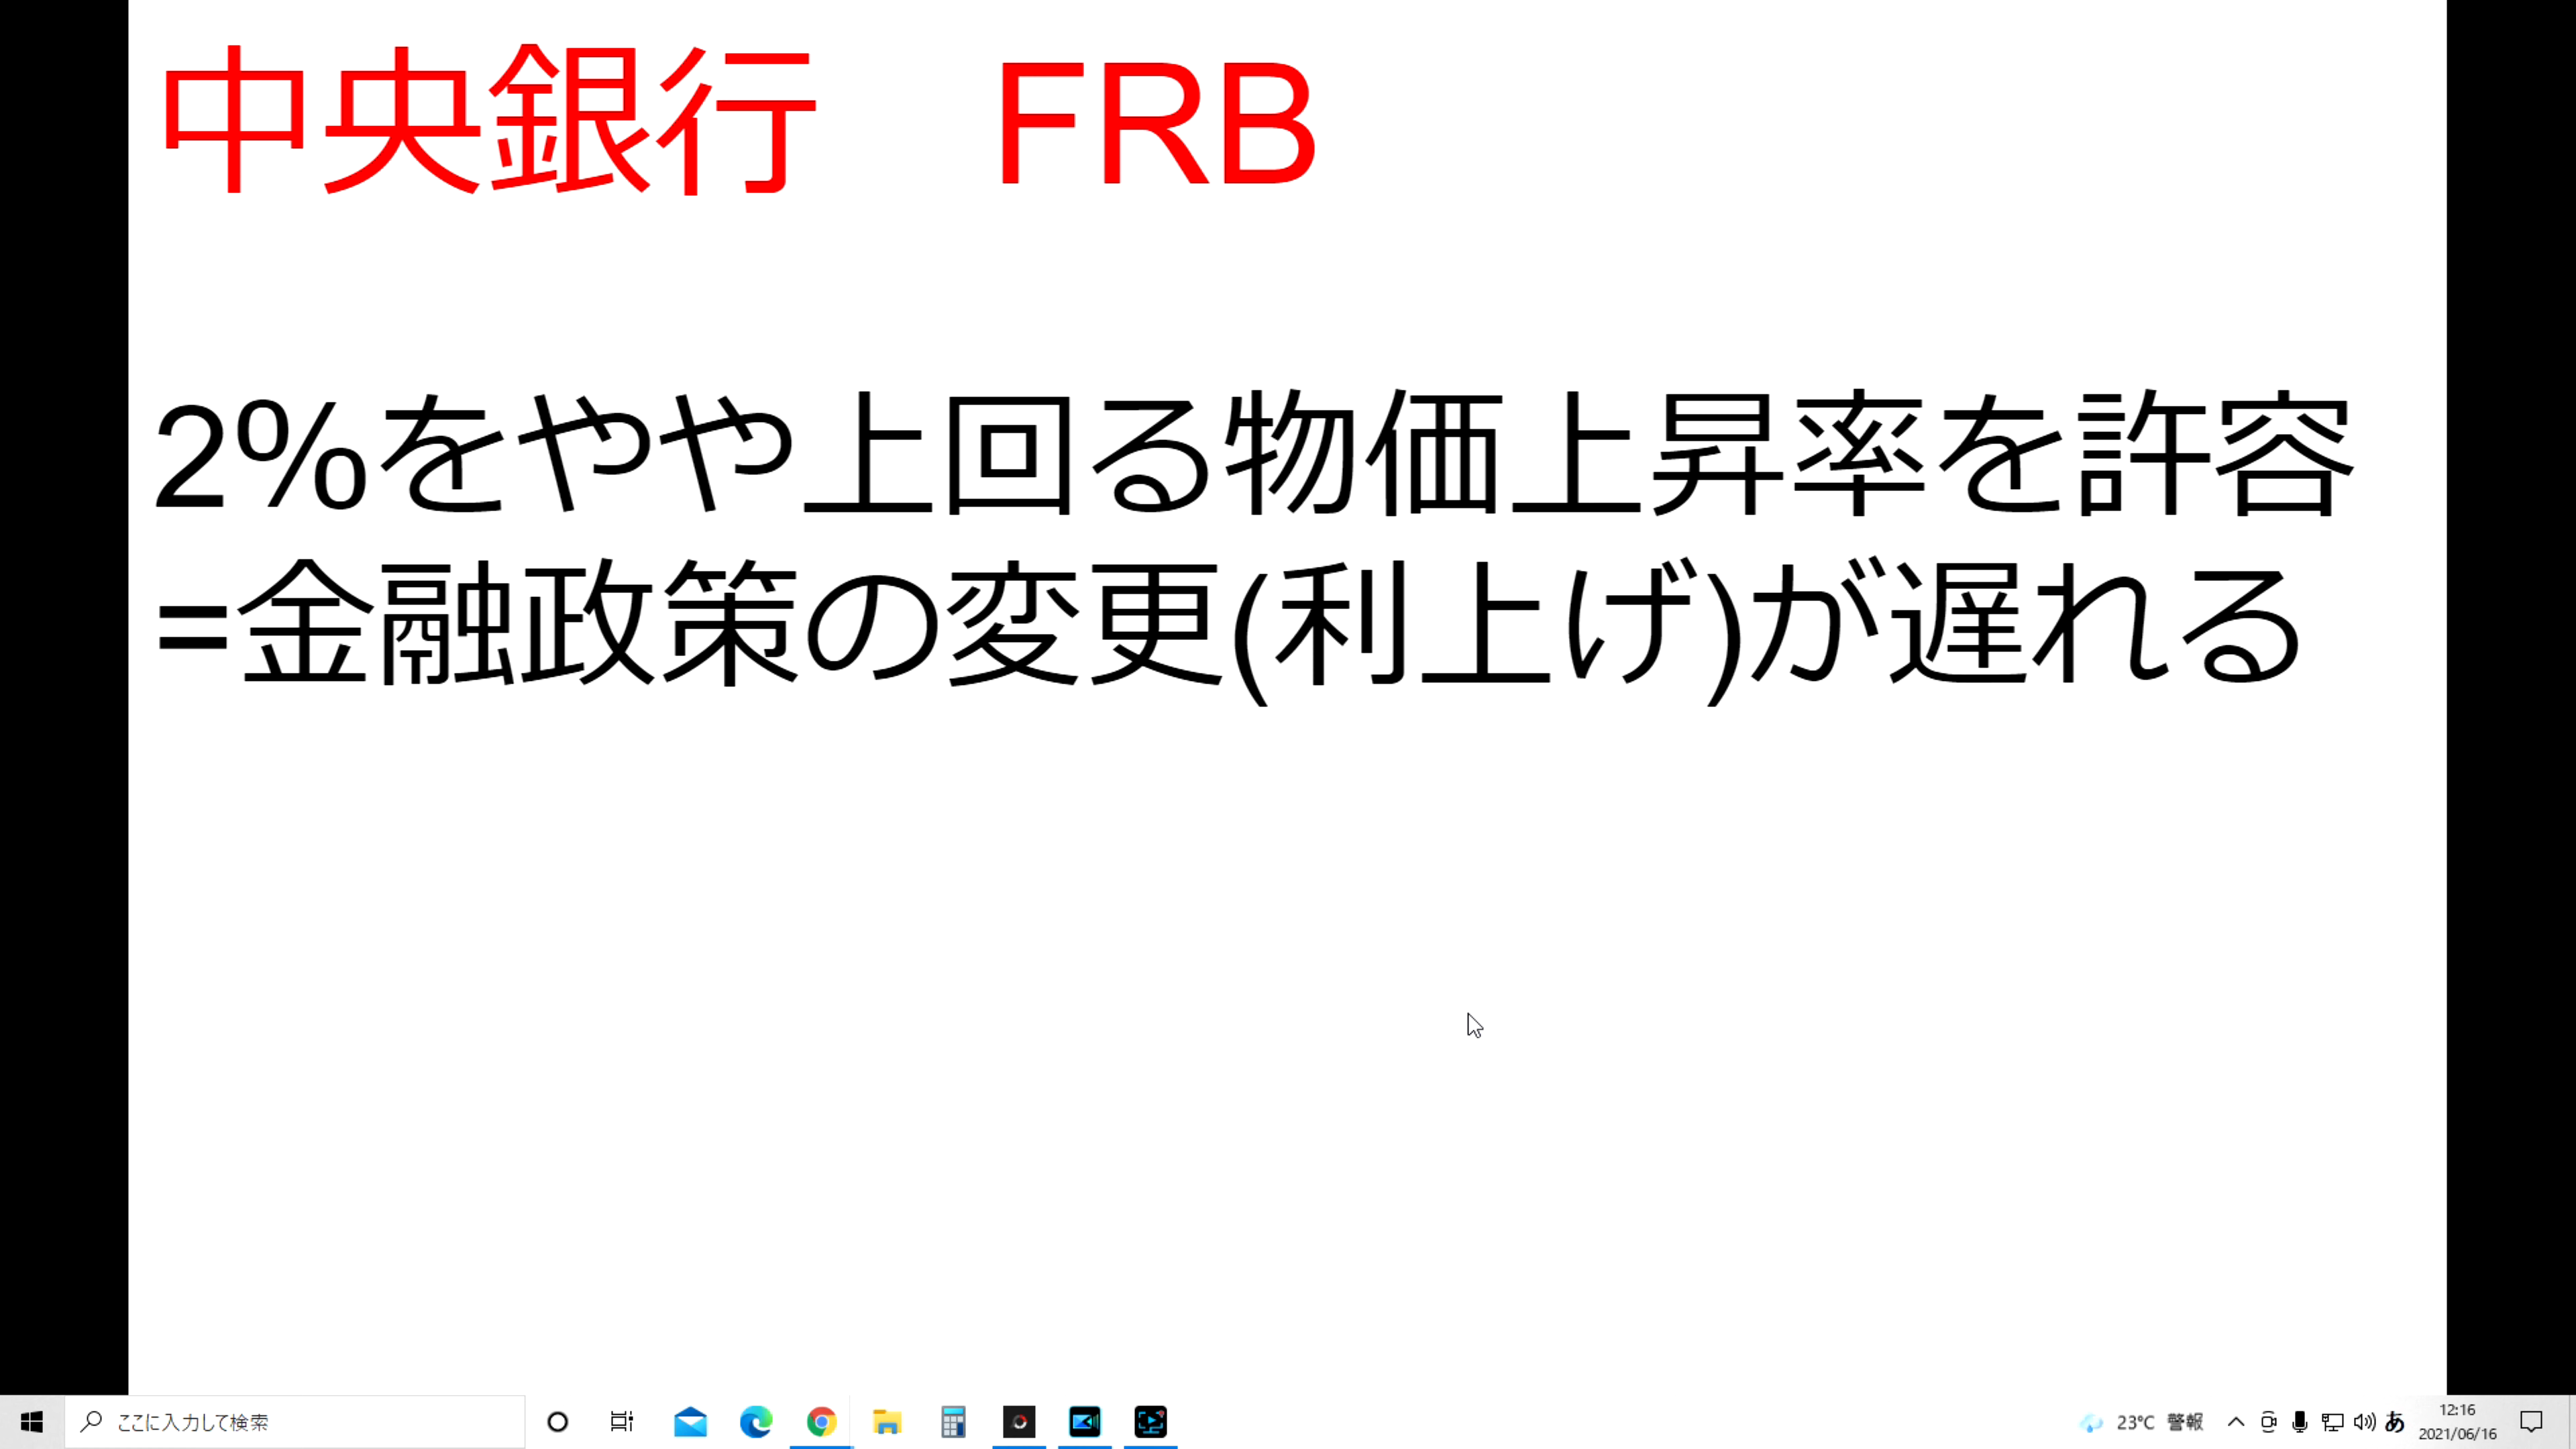 中央銀行　FRB
2%をやや上回る物価上昇率を許容
=金融政策の変更(利上げ)が遅れる
ここに入力して検索
23℃ 警報
あ
12:16
2021/06/16